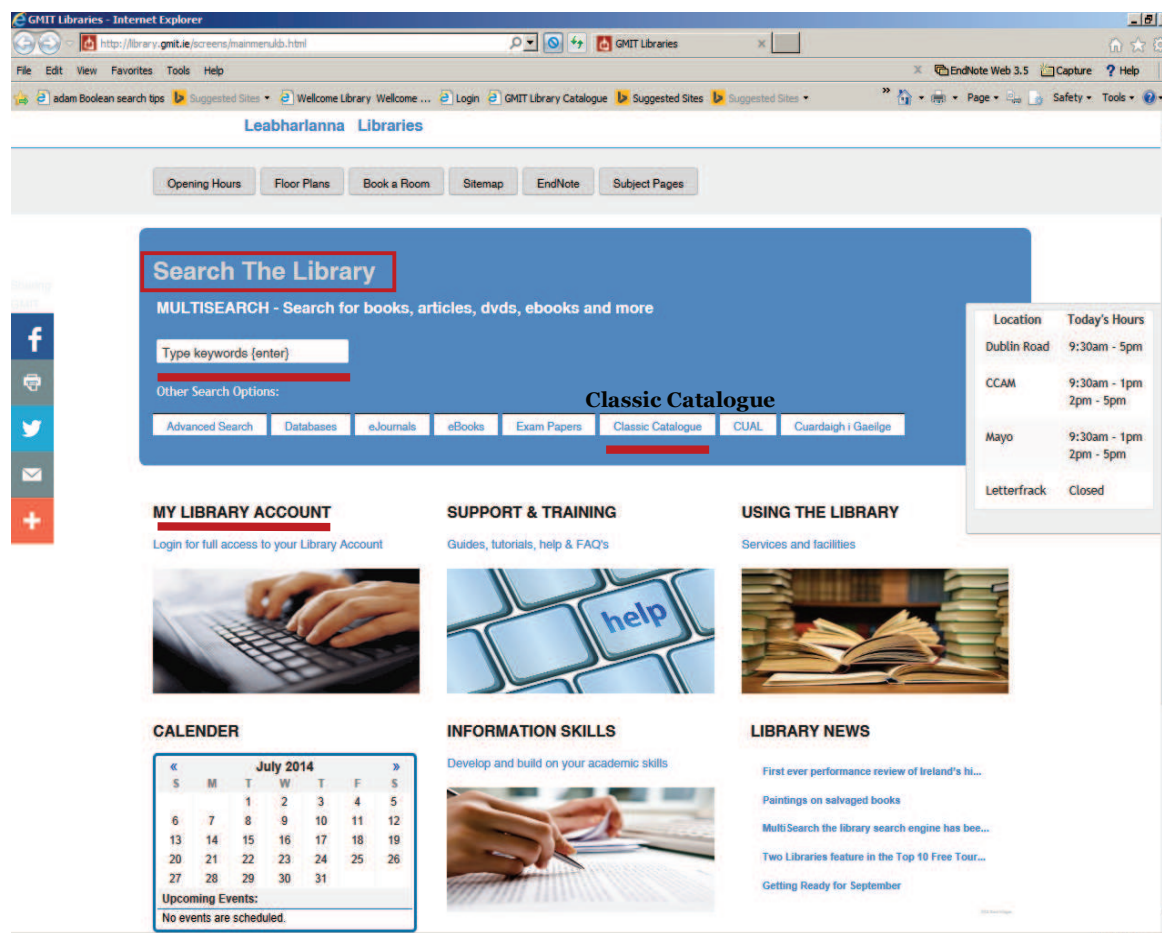 GMIT Libraries - Internet Explorer
http://library.gmit.ie/screens/mainmenukb.html
GMIT Libraries
File Edit View Favorites Tools Help
EndNote Web 3.5 Capture ? Help
adam Boolean search tips Suggested Sites Wellcome Library Wellcome ... Login GMIT Library Catalogue Suggested Sites Suggested Sites » Page Safety Tools
Leabharlanna Libraries
Opening Hours Floor Plans Book a Room Sitemap EndNote Subject Pages
Search The Library
MULTISEARCH - Search for books, articles, dvds, ebooks and more
Type keywords {enter}
Other Search Options:
Classic Catalogue
Advanced Search Databases eJournals eBooks Exam Papers Classic Catalogue CUAL Cuardaigh i Gaeilge
Location Today's Hours
Dublin Road 9:30am - 5pm
CCAM 9:30am - 1pm
2pm - 5pm
Mayo 9:30am - 1pm
2pm - 5pm
Letterfrack Closed
f
MY LIBRARY ACCOUNT
Login for full access to your Library Account
SUPPORT & TRAINING
Guides, tutorials, help & FAQ's
help
USING THE LIBRARY
Services and facilities
CALENDER
« July 2014 »
S M T W T F S
1 2 3 4 5
6 7 8 9 10 11 12
13 14 15 16 17 18 19
20 21 22 23 24 25 26
27 28 29 30 31
Upcoming Events:
No events are scheduled.
INFORMATION SKILLS
Develop and build on your academic skills
LIBRARY NEWS
First ever performance review of Ireland's hi...
Paintings on salvaged books
MultiSearch the library search engine has bee...
Two Libraries feature in the Top 10 Free Tour...
Getting Ready for September